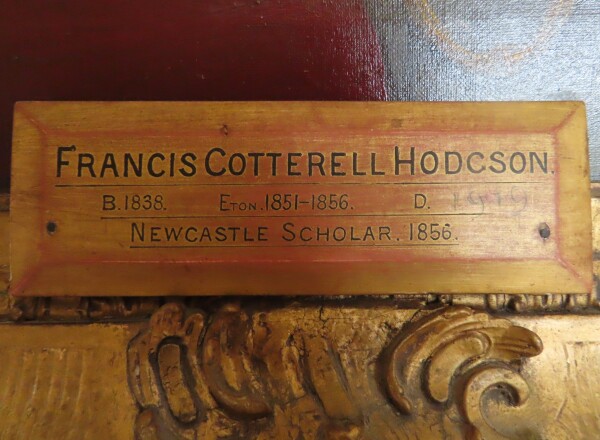 FRANCIS COTTERELL HODGSON.
B.1838. ETON.1851-1856. D.
NEWCASTLE SCHOLAR. 1856.